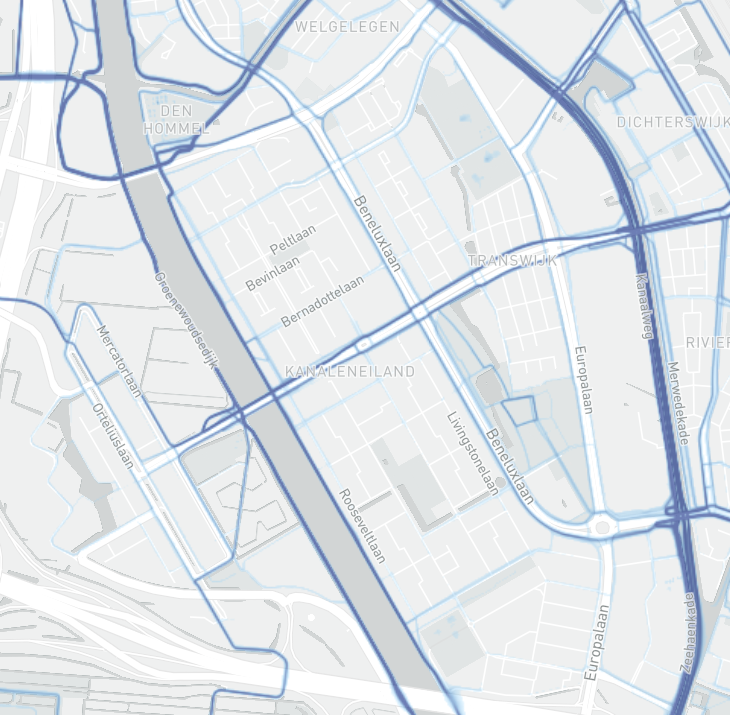 WELGELEGEN
DEN
HOMMEL
DICHTERSWIJK
Peltlaan
Beneluxlaan
Bevinlaan
TRANSWIJK
Bernadottelaan
Groenewoudsedijk
Kanaalweg
Mercatorlaan
KANALENEILAND
RIVIER
Europalaan
Merwedekade
Orteliuslaan
Livingstonelaan
Beneluxlaan
Rooseveltlaan
Europalaan
Zeehaenkade